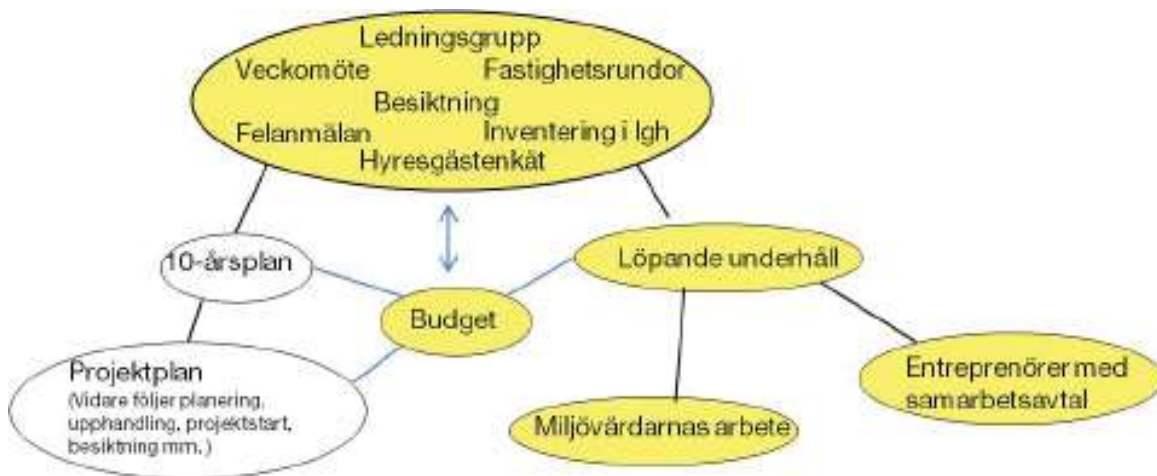 Ledningsgrupp
Veckomöte Fastighetsrundor
Besiktning
Felanmälan Inventering i lgh
Hyresgästenkät
10-årsplan
Löpande underhåll
Budget
Projektplan
(Vidare följer planering,
upphandling, projektstart,
besiktning mm. )
Entreprenörer med
samarbetsavtal
Miljövärdarnas arbete